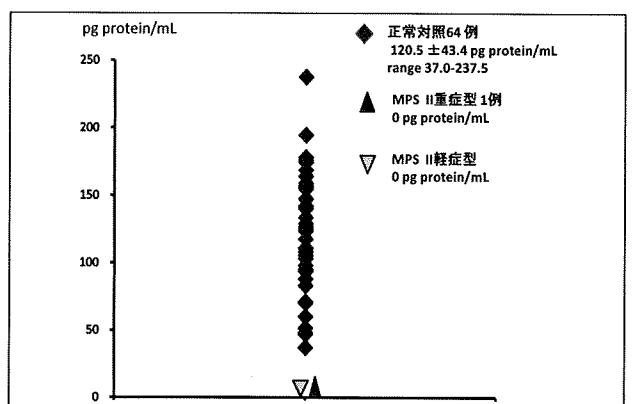 pg protein/mL
250
200
150
100
50
0
正常対照64 例
120.5 ±43.4 pg protein/mL
range 37.0-237.5
MPS II重症型 1例
0 pg protein/mL
MPS II軽症型
0 pg protein/mL